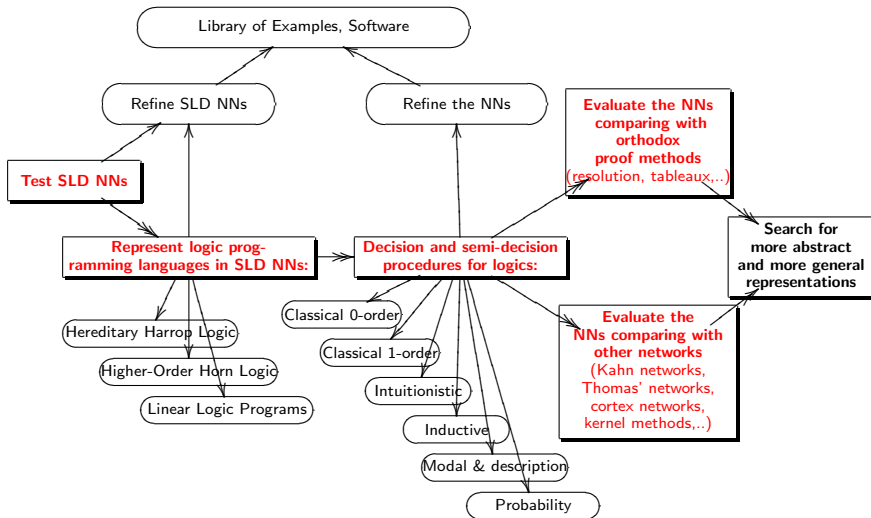 Library of Examples, Software
Refine SLD NNs
Refine the NNs
Evaluate the NNs
comparing with
orthodox
proof methods
(resolution, tableaux,..)
Test SLD NNs
Represent logic prog-
ramming languages in SLD NNs:
Decision and semi-decision
procedures for logics:
Search for
more abstract
and more general
representations
Hereditary Harrop Logic
Higher-Order Horn Logic
Linear Logic Programs
Classical 0-order
Classical 1-order
Intuitionistic
Inductive
Modal & description
Probability
Evaluate the
NNs comparing with
other networks
(Kahn networks,
Thomas' networks,
cortex networks,
kernel methods,..)